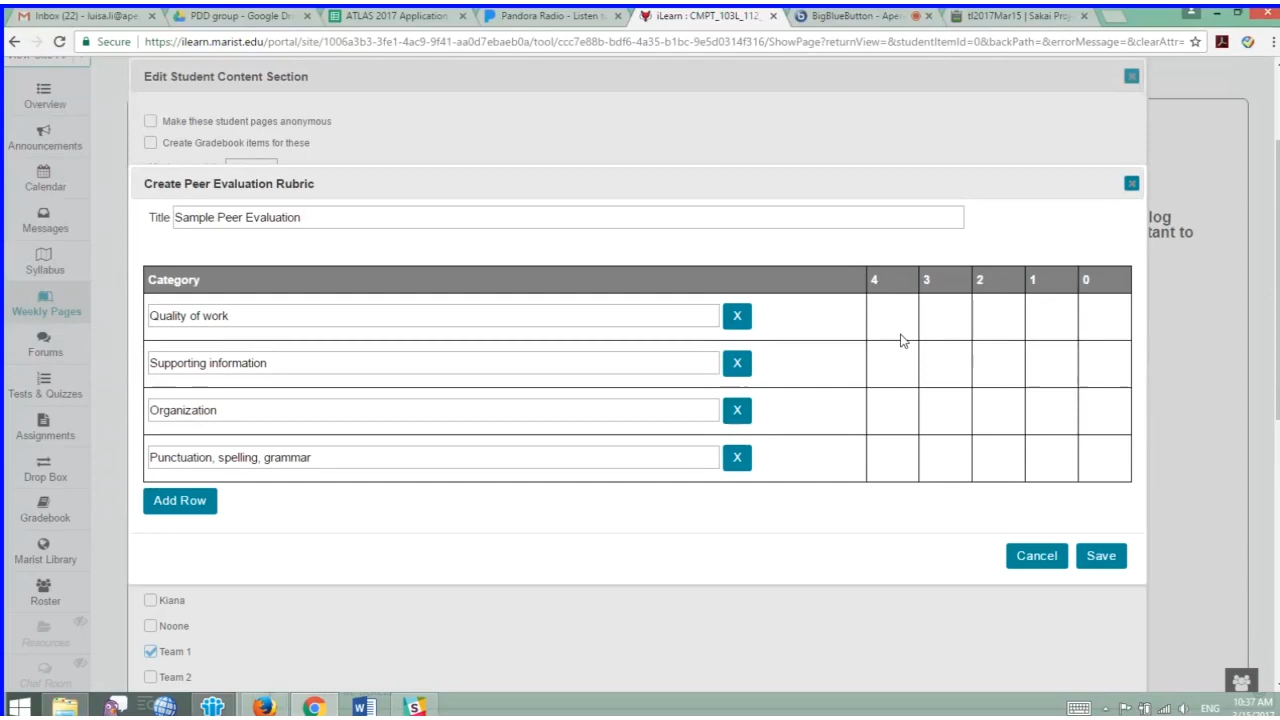 Inbox (22) - luisa.li@ape
PDD group - Google Dr
ATLAS 2017 Application
Pandora Radio - Listen t
iLearn : CMPT_103L_112_
BigBlueButton - Aper
tl2017Mar15 | Sakai Pro
Secure
https://ilearn.marist.edu/portal/site/1006a3b3-3fe1-4ac9-9f41-aa0d7ebaeb0a/tool/ccc7e88b-bdf6-4a35-b1bc-9e5d0314f316/ShowPage?returnView=&studentItemId=0&backPath=&errorMessage=&clearAttr=
Overview
Announcements
Calendar
Messages
Syllabus
Weekly Pages
Forums
Tests & Quizzes
Assignments
Drop Box
Gradebook
Marist Library
Roster
Resources
Chat Room
Edit Student Content Section
x
Make these student pages anonymous
Create Gradebook items for these
Create Peer Evaluation Rubric
x
Title Sample Peer Evaluation
log
tant to
Category 4 3 2 1 0
Quality of work X
Supporting information X
Organization X
Punctuation, spelling, grammar X
Add Row
Cancel Save
Kiana
Noone
Team 1
Team 2
ENG
10:37 AM